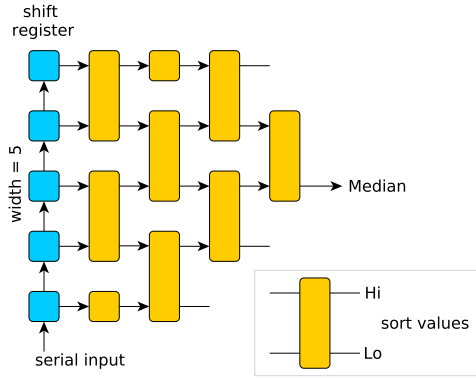 shift
register
width = 5
Median
Hi
sort values
Lo
serial input